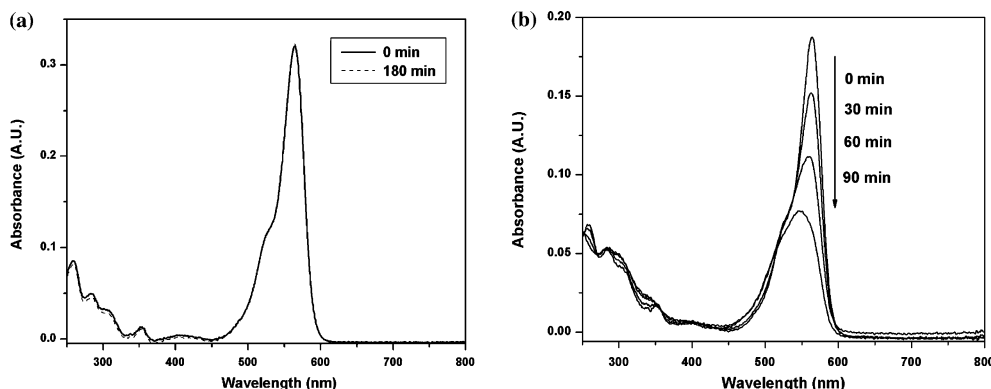 (a)
0 min
180 min
0.3
0.2
0.1
0.0
300 400 500 600 700 800
Absorbance (A.U.)
Wavelength (nm)
(b)
0.20
0.15
0.10
0.05
0.00
0 min
30 min
60 min
90 min
300 400 500 600 700 800
Absorbance (A.U.)
Wavelength (nm)